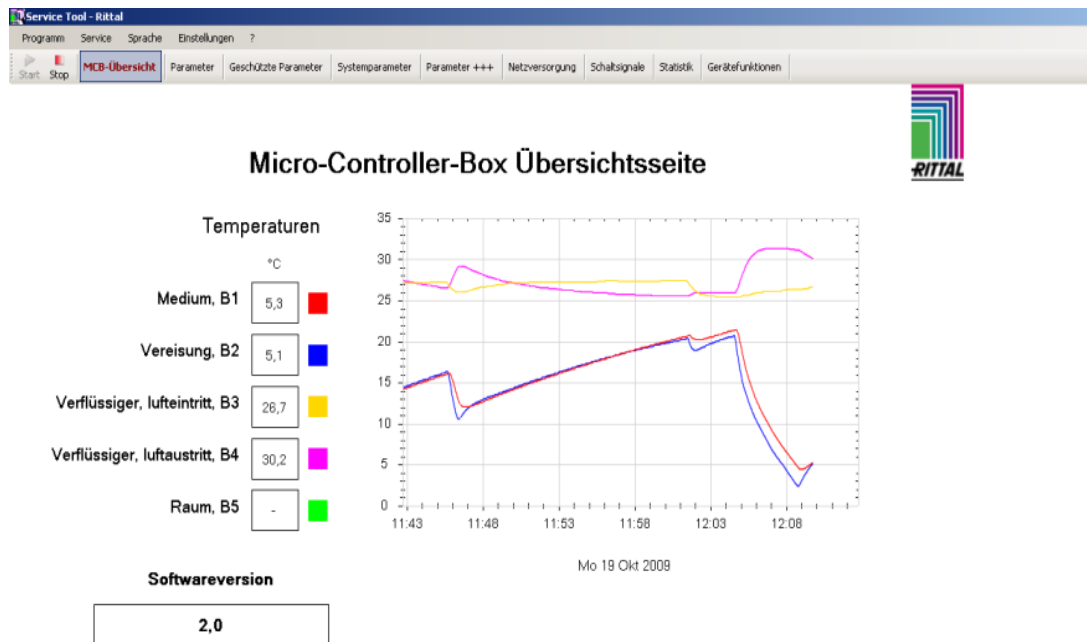 Service Tool - Rittal
Programm Service Sprache Einstellungen ?
Start Stop MCB-Übersicht Parameter Geschützte Parameter Systemparameter Parameter +++ Netzversorgung Schaltsignale Statistik Gerätefunktionen
RITTAL
Micro-Controller-Box Übersichtsseite
Temperaturen
°C
Medium, B1 5,3
Vereisung, B2 5,1
Verflüssiger, lufteintritt, B3 26,7
Verflüssiger, luftaustritt, B4 30,2
Raum, B5 -
35
30
25
20
15
10
5
0
11:43 11:48 11:53 11:58 12:03 12:08
Mo 19 Okt 2009
Softwareversion
2,0